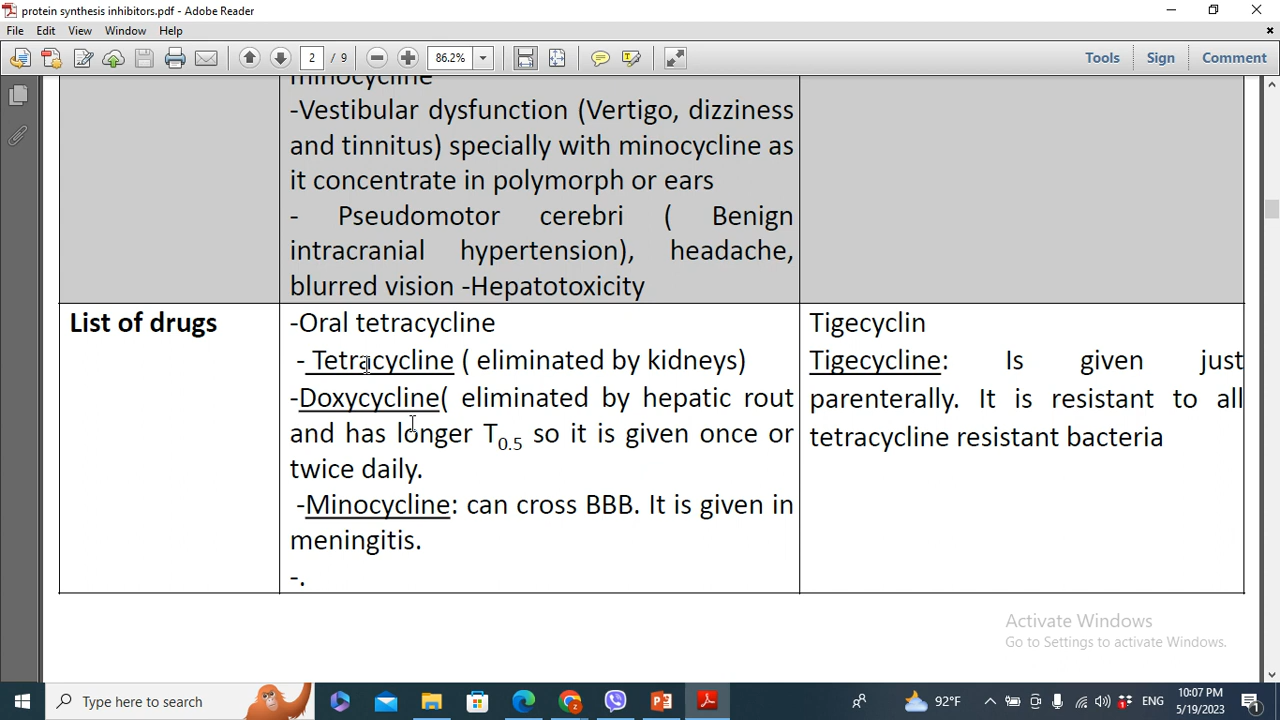 protein synthesis inhibitors.pdf - Adobe Reader
File Edit View Window Help
2 / 9 86.2% Tools Sign Comment
minocycline
-Vestibular dysfunction (Vertigo, dizziness
and tinnitus) specially with minocycline as
it concentrate in polymorph or ears
- Pseudomotor cerebri ( Benign
intracranial hypertension), headache,
blurred vision -Hepatotoxicity
List of drugs
-Oral tetracycline
- Tetracycline ( eliminated by kidneys)
-Doxycycline( eliminated by hepatic rout
and has longer T0.5 so it is given once or
twice daily.
-Minocycline: can cross BBB. It is given in
meningitis.
-.
Tigecyclin
Tigecycline: Is given just
parenterally. It is resistant to all
tetracycline resistant bacteria
Activate Windows
Go to Settings to activate Windows.
Type here to search
92°F ENG 10:07 PM
5/19/2023 1